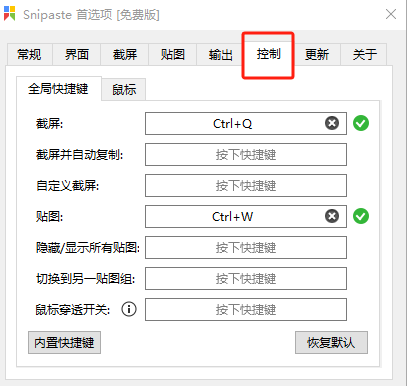 Snipaste 首选项 [免费版]
常规 界面 截屏 贴图 输出 控制 更新 关于
全局快捷键 鼠标
截屏: Ctrl+Q
截屏并自动复制: 按下快捷键
自定义截屏: 按下快捷键
贴图: Ctrl+W
隐藏/显示所有贴图: 按下快捷键
切换到另一贴图组: 按下快捷键
鼠标穿透开关: 按下快捷键
内置快捷键 恢复默认